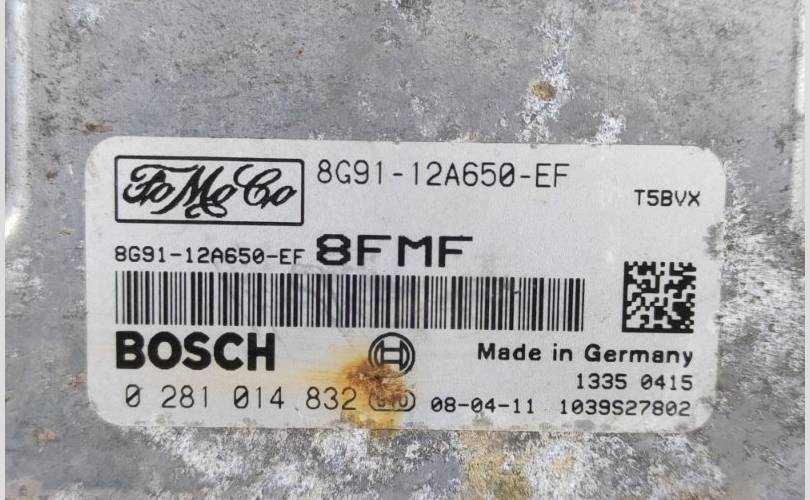 FoMoCo 8G91-12A650-EF
T5BVX
8G91-12A650-EF 8FMF
BOSCH
Made in Germany
1335 0415
0 281 014 832 08-04-11 1039S27802